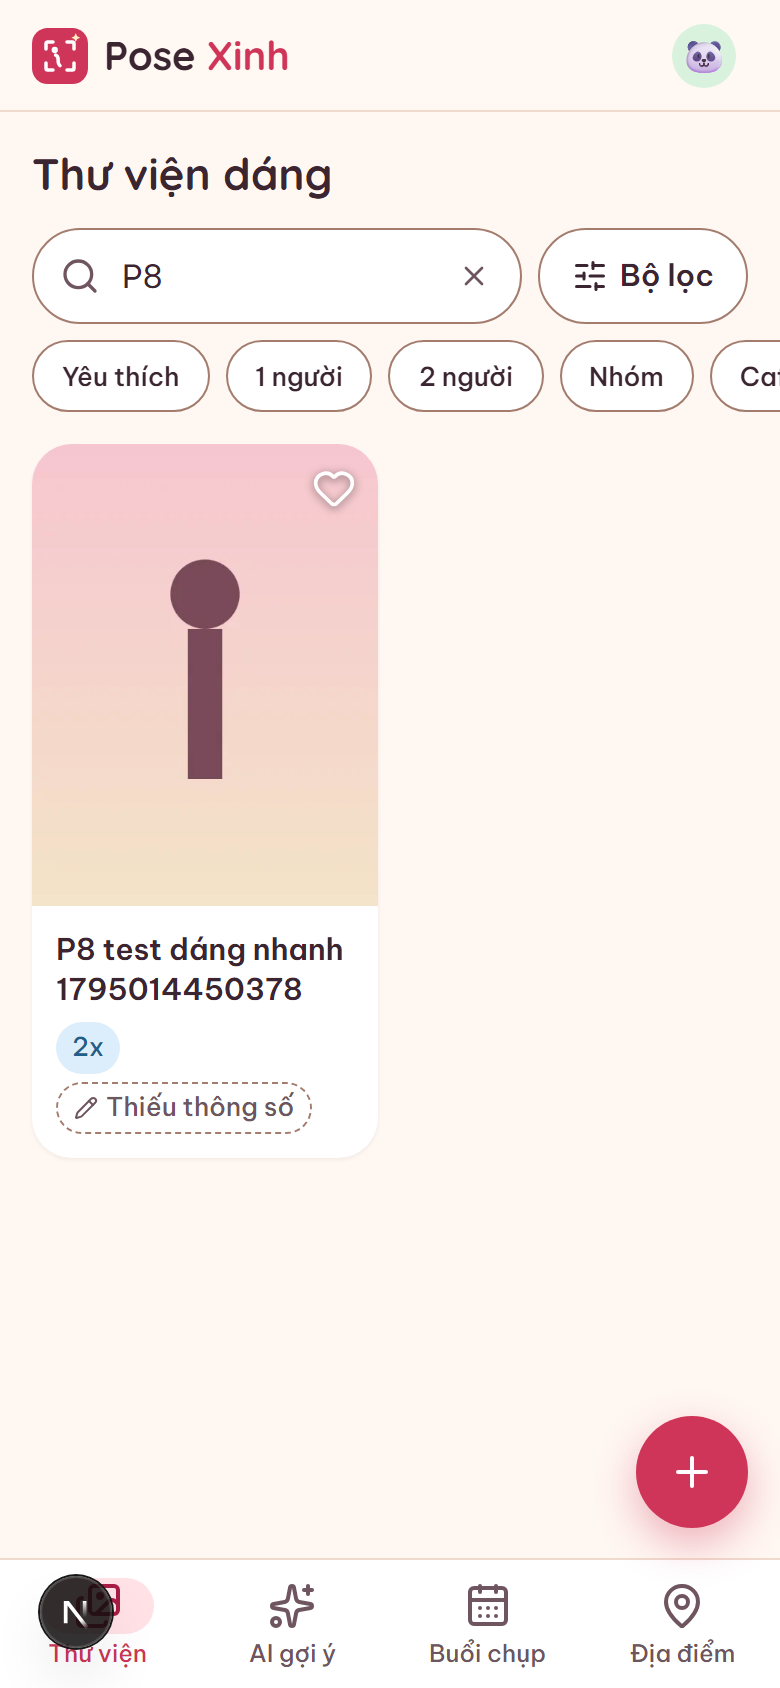 Pose Xinh
Thư viện dáng
P8
Bộ lọc
Yêu thích
1 người
2 người
Nhóm
P8 test dáng nhanh
1795014450378
2x
Thiếu thông số
N
Thư viện
AI gợi ý
Buổi chụp
Địa điểm